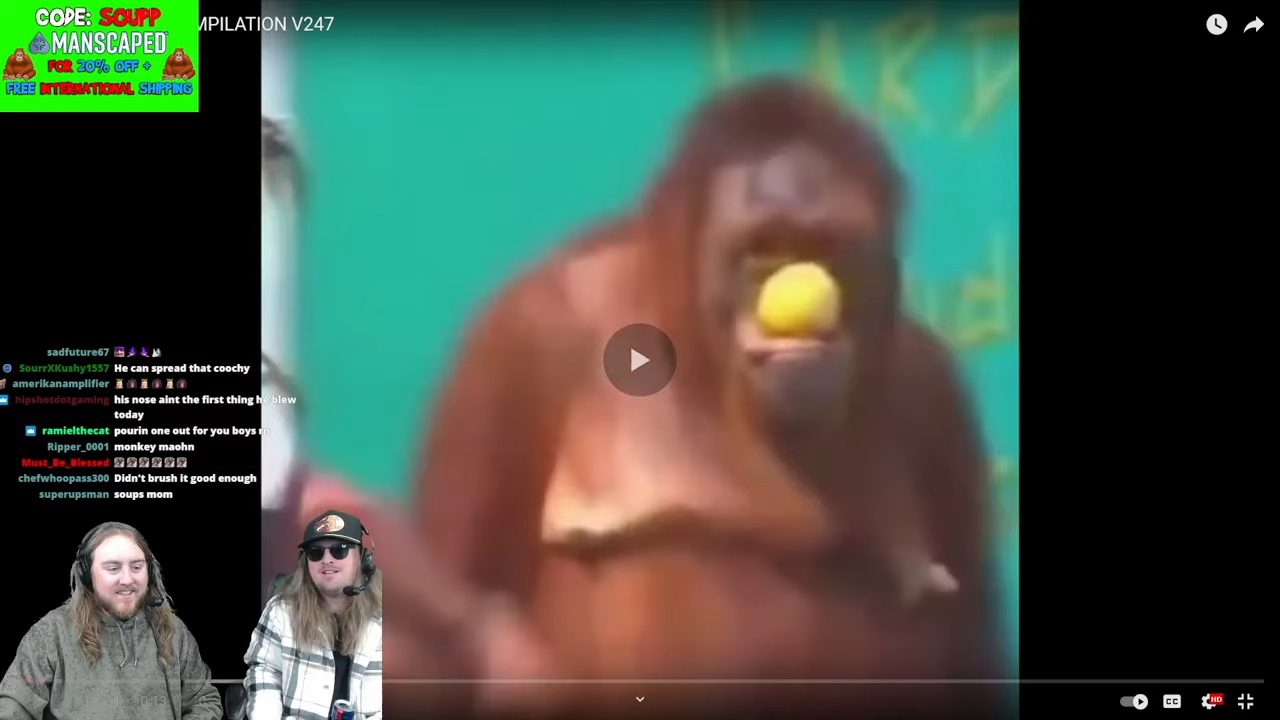 CODE: SOUPP
MPILATION V247
MANSCAPED
FOR 20% OFF +
FREE INTERNATIONAL SHIPPING
sadfuture67
SourrXKushy1557 He can spread that coochy
amerikanamplifier
hipshotdotgaming his nose aint the first thing he blew
today
ramielthecat pourin one out for you boys
Ripper_0001 monkey maohn
Must_Be_Blessed
chefwhoopass300 Didn't brush it good enough
superupsman soups mom
CC
HD